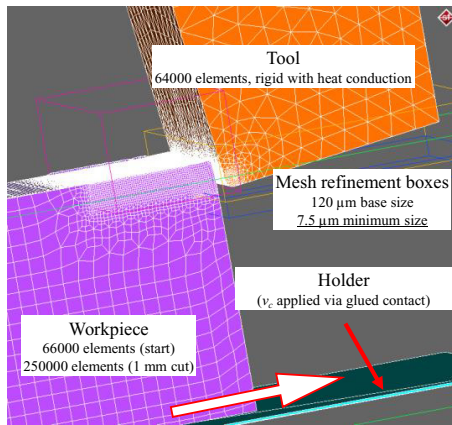 Tool
64000 elements, rigid with heat conduction
Mesh refinement boxes
120 µm base size
7.5 µm minimum size
Holder
(v_c applied via glued contact)
Workpiece
66000 elements (start)
250000 elements (1 mm cut)